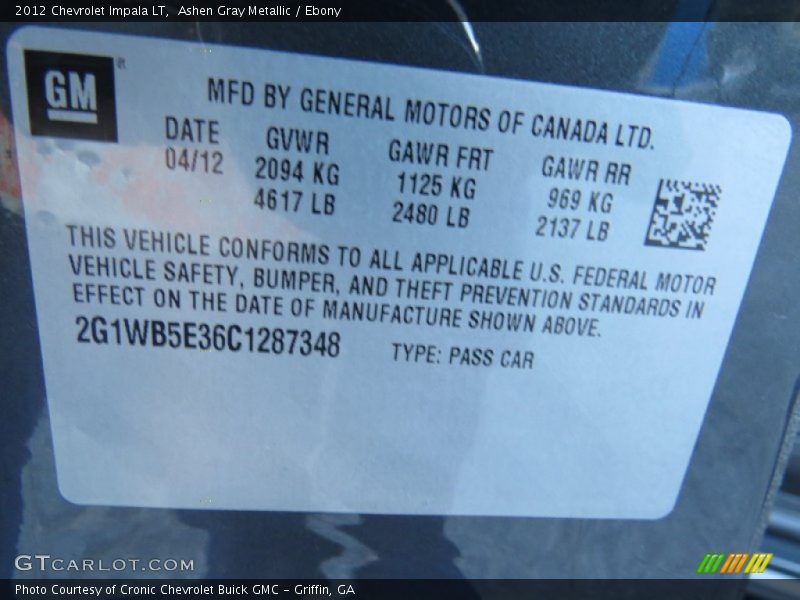 2012 Chevrolet Impala LT, Ashen Gray Metallic / Ebony
GM
MFD BY GENERAL MOTORS OF CANADA LTD.
DATE GVWR GAWR FRT GAWR RR
04/12 2094 KG 1125 KG 969 KG
4617 LB 2480 LB 2137 LB
THIS VEHICLE CONFORMS TO ALL APPLICABLE U.S. FEDERAL MOTOR
VEHICLE SAFETY, BUMPER, AND THEFT PREVENTION STANDARDS IN
EFFECT ON THE DATE OF MANUFACTURE SHOWN ABOVE.
2G1WB5E36C1287348 TYPE: PASS CAR
GTCARLOT.COM
Photo Courtesy of Cronic Chevrolet Buick GMC – Griffin, GA